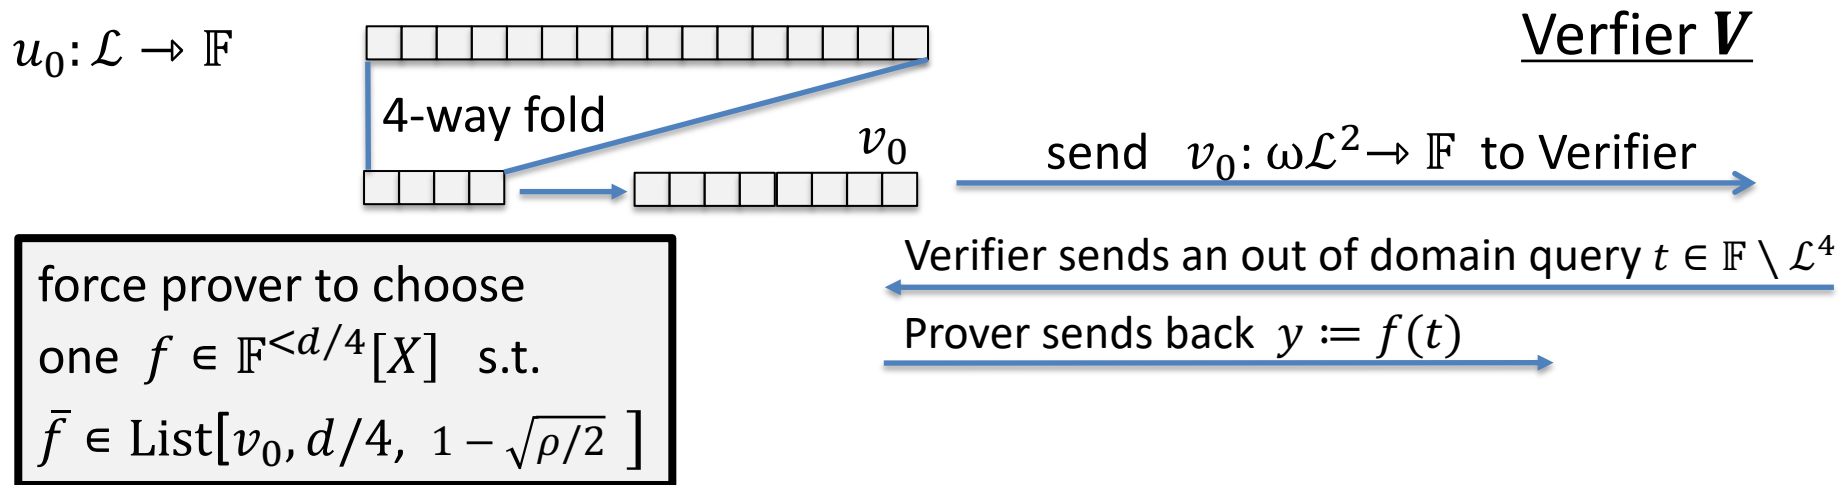 u₀: ℒ → 𝔽
Verfier V
4-way fold
v₀
send v₀: ωℒ² → 𝔽 to Verifier
Verifier sends an out of domain query t ∈ 𝔽 \ ℒ⁴
Prover sends back y ≔ f(t)
force prover to choose
one f ∈ 𝔽^{<d/4}[X] s.t.
f̄ ∈ List[v₀, d/4, 1 − √(ρ/2) ]